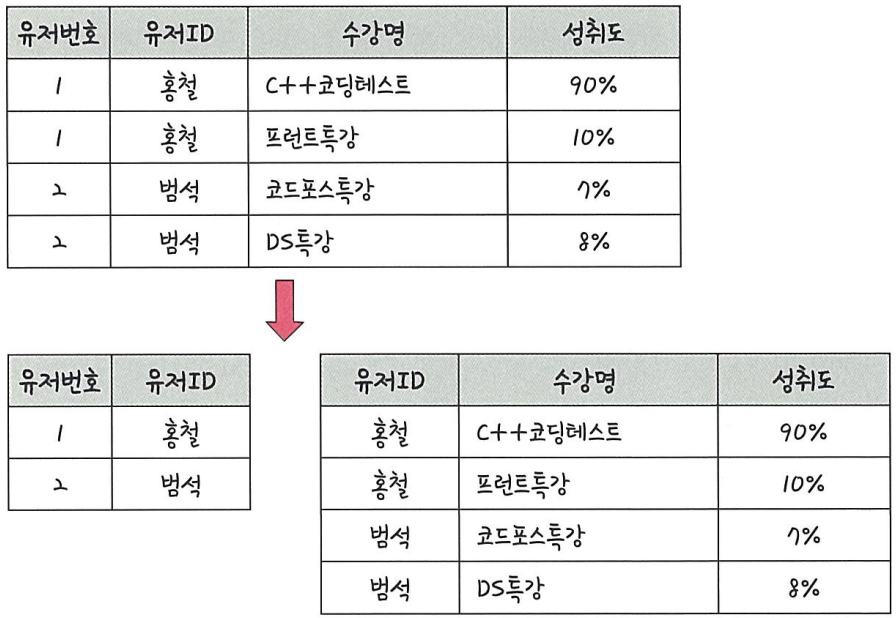 유저번호 유저ID 수강명 성취도
1 홍철 C++코딩테스트 90%
1 홍철 프런트특강 10%
2 범석 코드포스특강 7%
2 범석 DS특강 8%
유저번호 유저ID
1 홍철
2 범석
유저ID 수강명 성취도
홍철 C++코딩테스트 90%
홍철 프런트특강 10%
범석 코드포스특강 7%
범석 DS특강 8%